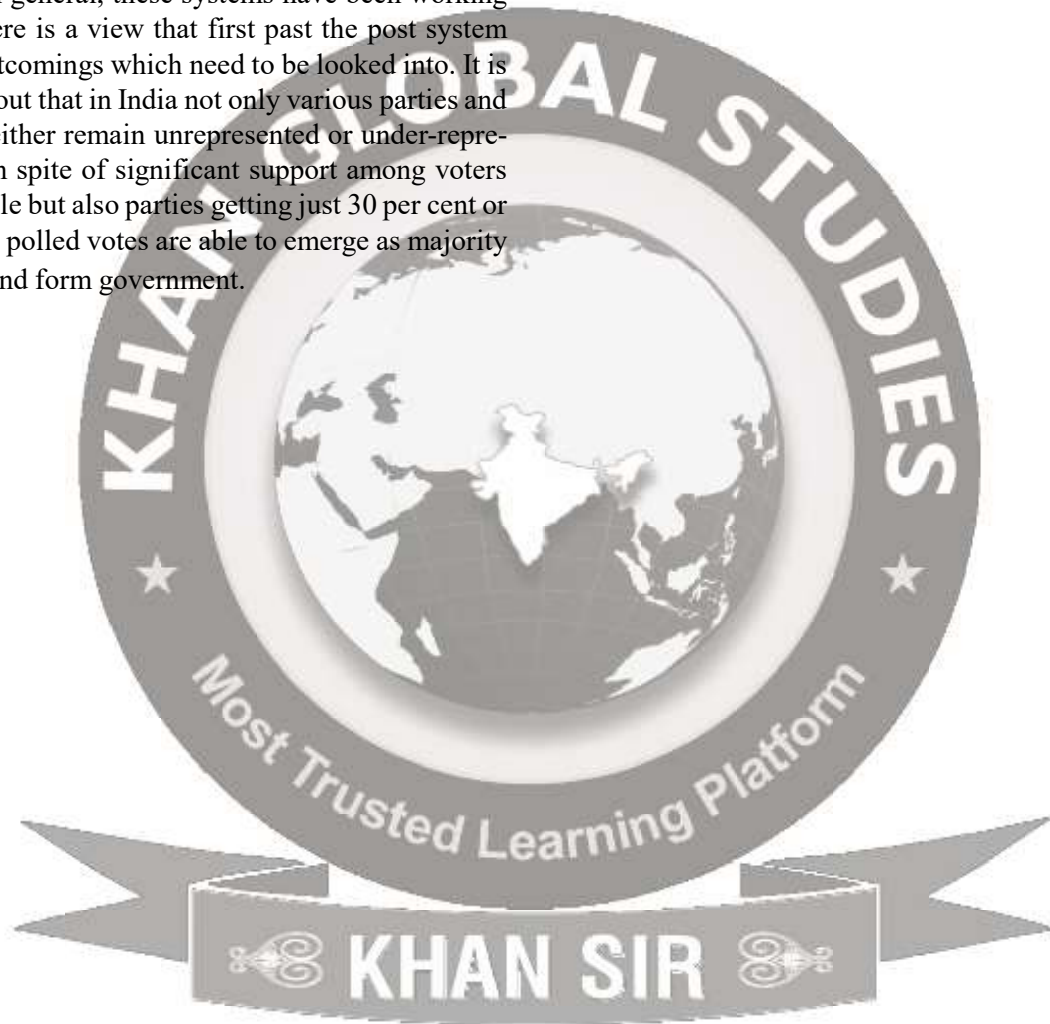 general, these systems have been working
ere is a view that first past the post system
tcomings which need to be looked into. It is
out that in India not only various parties and
either remain unrepresented or under-repre-
n spite of significant support among voters
le but also parties getting just 30 per cent or
polled votes are able to emerge as majority
nd form government.
KHAN GLOBAL STUDIES
Most Trusted Learning Platform
KHAN SIR